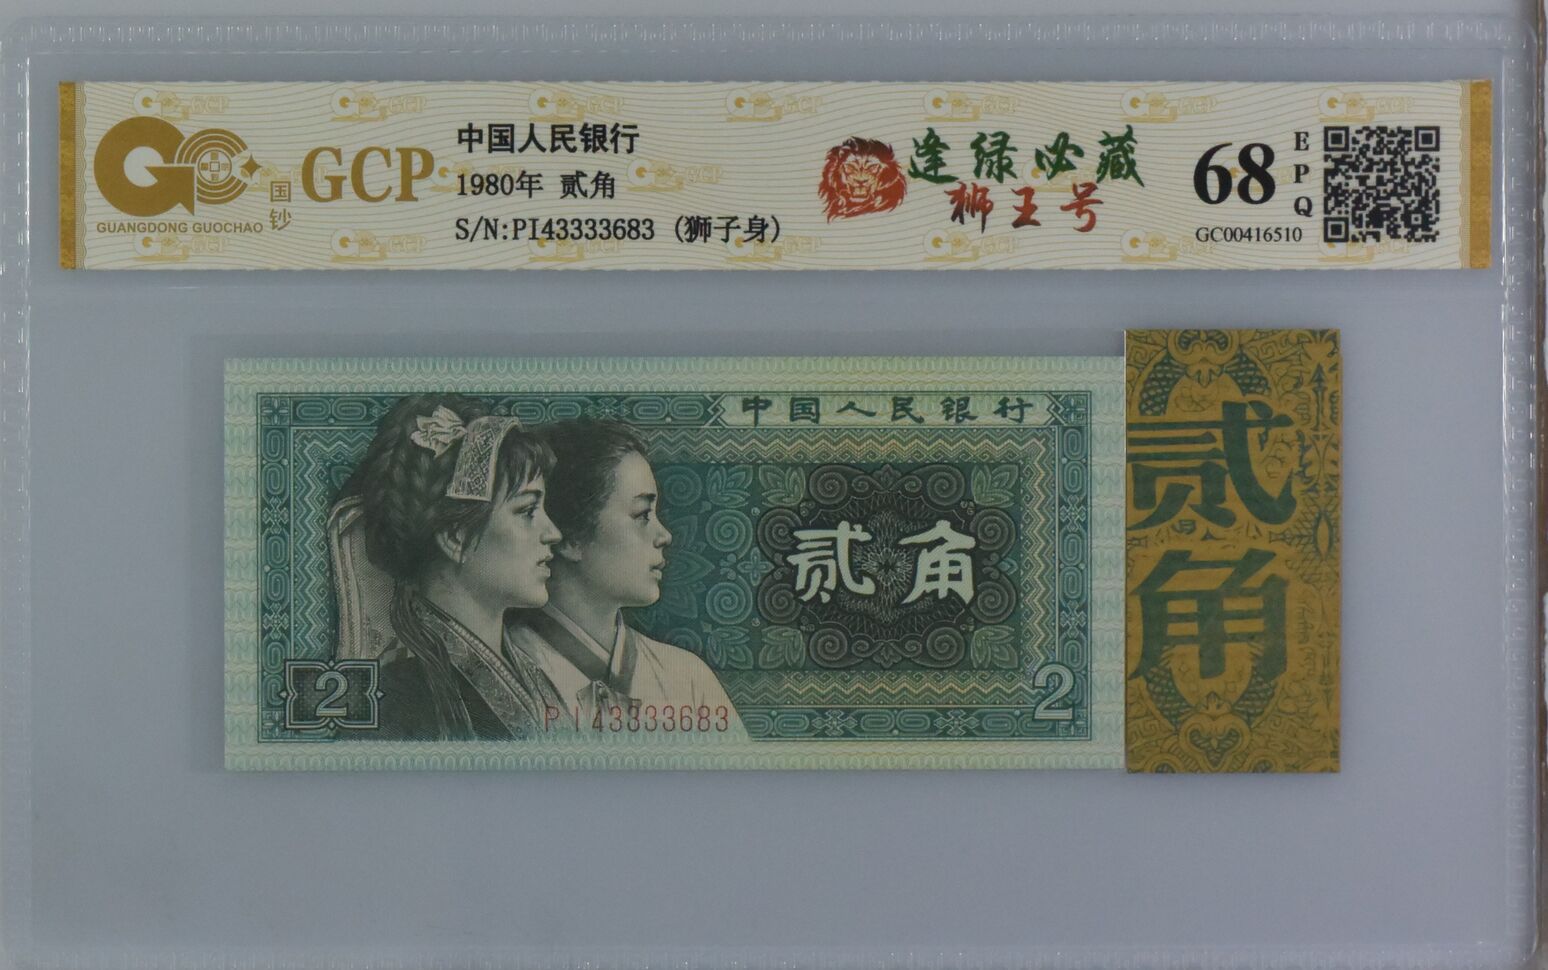 GCP
国钞
GUANGDONG GUOCHAO
中国人民银行
1980年 贰角
S/N:PI43333683 (狮子身)
逢绿必藏
狮王号
68
EPQ
GC00416510
中国人民银行
贰角
2
2
PI43333683
贰角